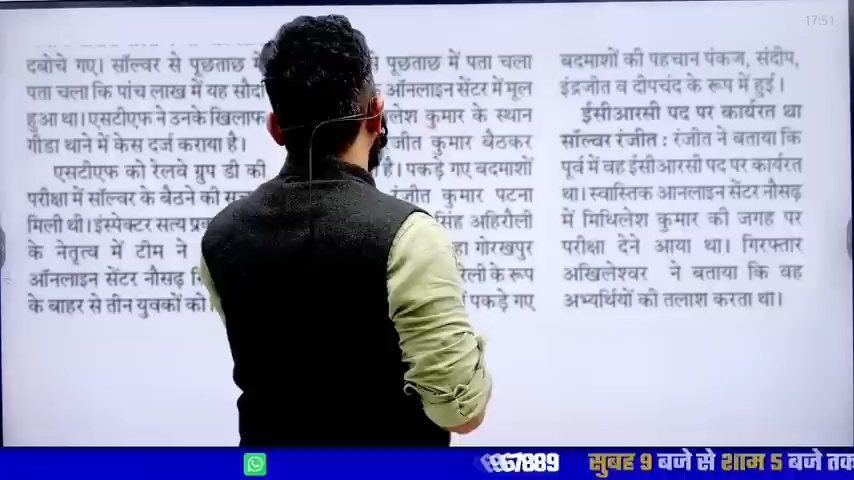 17:51
दबोचे गए। सॉल्वर से पूछताछ में
पता चला कि पांच लाख में यह सौदा
हुआ था। एसटीएफ ने उनके खिलाफ
गीडा थाने में केस दर्ज कराया है।
एसटीएफ को रेलवे ग्रुप डी की
परीक्षा में सॉल्वर के बैठने की
मिली थी। इंस्पेक्टर सत्य
के नेतृत्व में टीम ने
ऑनलाइन सेंटर नौसढ़
के बाहर से तीन युवकों को
पूछताछ में पता चला
ऑनलाइन सेंटर में मूल
कुमार के स्थान
कुमार बैठकर
है। पकड़े गए बदमाशों
रंजीत कुमार पटना
सिंह अहिरौली
गोरखपुर
के रूप
पकड़े गए
बदमाशों की पहचान पंकज, संदीप,
इंद्रजीत व दीपचंद के रूप में हुई।
ईसीआरसी पद पर कार्यरत था
सॉल्वर रंजीत : रंजीत ने बताया कि
पूर्व में वह ईसीआरसी पद पर कार्यरत
था। स्वास्तिक आनलाइन सेंटर नौसढ़
में मिथिलेश कुमार की जगह पर
परीक्षा देने आया था। गिरफ्तार
अखिलेश्वर ने बताया कि वह
अभ्यर्थियों की तलाश करता था।
67889 सुबह 9 बजे से शाम 5 बजे तक